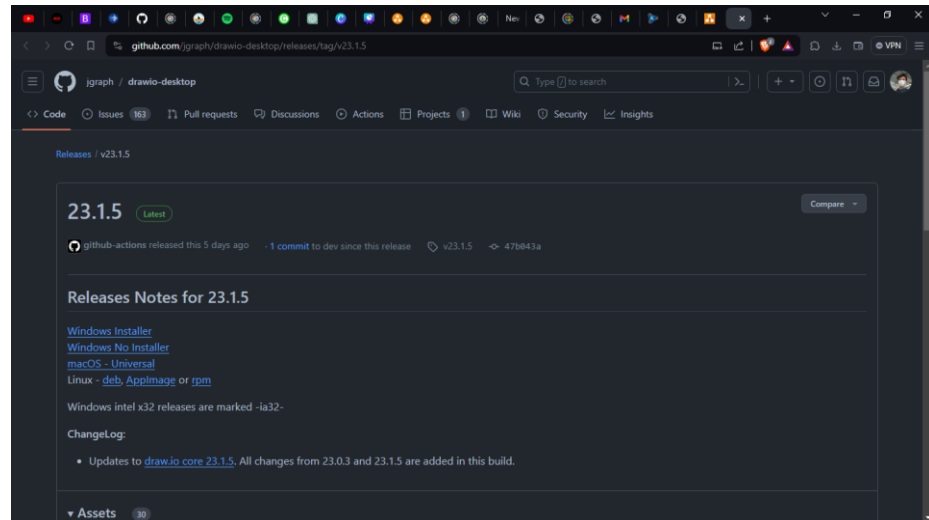 New
github.com/jgraph/drawio-desktop/releases/tag/v23.1.5
VPN
jgraph / drawio-desktop
Type / to search
Code
Issues 163
Pull requests
Discussions
Actions
Projects 1
Wiki
Security
Insights
Releases / v23.1.5
23.1.5 Latest
Compare
github-actions released this 5 days ago · 1 commit to dev since this release v23.1.5 47b043a
Releases Notes for 23.1.5
Windows Installer
Windows No Installer
macOS - Universal
Linux - deb, AppImage or rpm
Windows intel x32 releases are marked -ia32-
ChangeLog:
• Updates to draw.io core 23.1.5. All changes from 23.0.3 and 23.1.5 are added in this build.
Assets 30